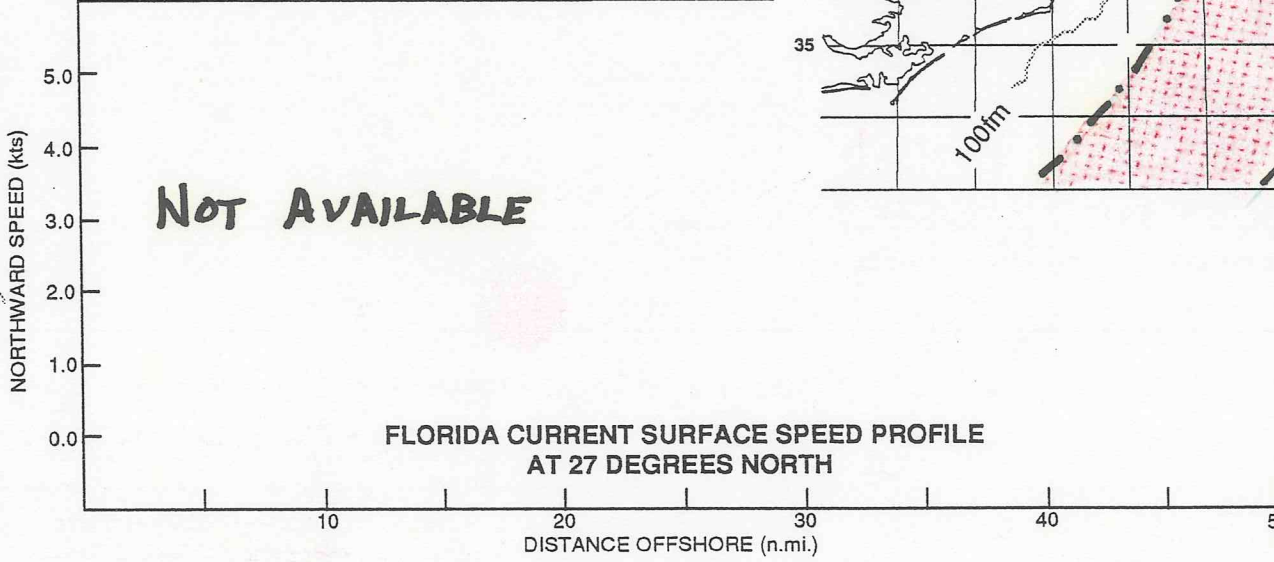 35
100fm
NORTHWARD SPEED (kts)
5.0
4.0
3.0
2.0
1.0
0.0
NOT AVAILABLE
FLORIDA CURRENT SURFACE SPEED PROFILE
AT 27 DEGREES NORTH
10 20 30 40
DISTANCE OFFSHORE (n.mi.)